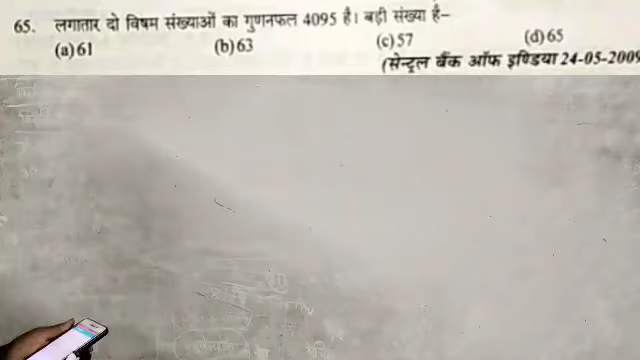 65. लगातार दो विषम संख्याओं का गुणनफल 4095 है। बड़ी संख्या है–
(a) 61 (b) 63 (c) 57 (d) 65
(सेन्ट्रल बैंक ऑफ इण्डिया 24-05-2009